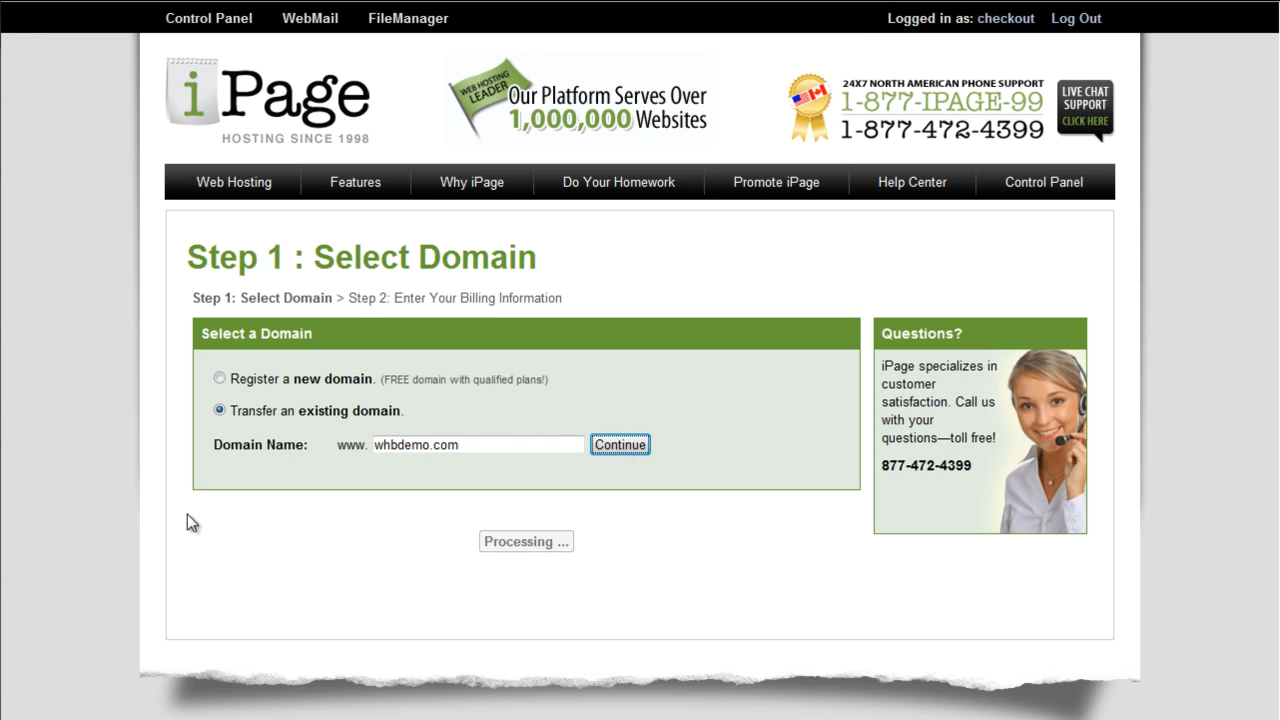 Control Panel WebMail FileManager Logged in as: checkout Log Out
iPage
HOSTING SINCE 1998
WEB HOSTING LEADER
OUR PLATFORM SERVES OVER
1,000,000 WEBSITES
24X7 NORTH AMERICAN PHONE SUPPORT
1-877-IPAGE-99
1-877-472-4399
LIVE CHAT
SUPPORT
CLICK HERE
Web Hosting Features Why iPage Do Your Homework Promote iPage Help Center Control Panel
Step 1 : Select Domain
Step 1: Select Domain > Step 2: Enter Your Billing Information
Select a Domain
Register a new domain. (FREE domain with qualified plans!)
Transfer an existing domain.
Domain Name: www. whbdemo.com Continue
Processing ...
Questions?
iPage specializes in
customer
satisfaction. Call us
with your
questions—toll free!
877-472-4399